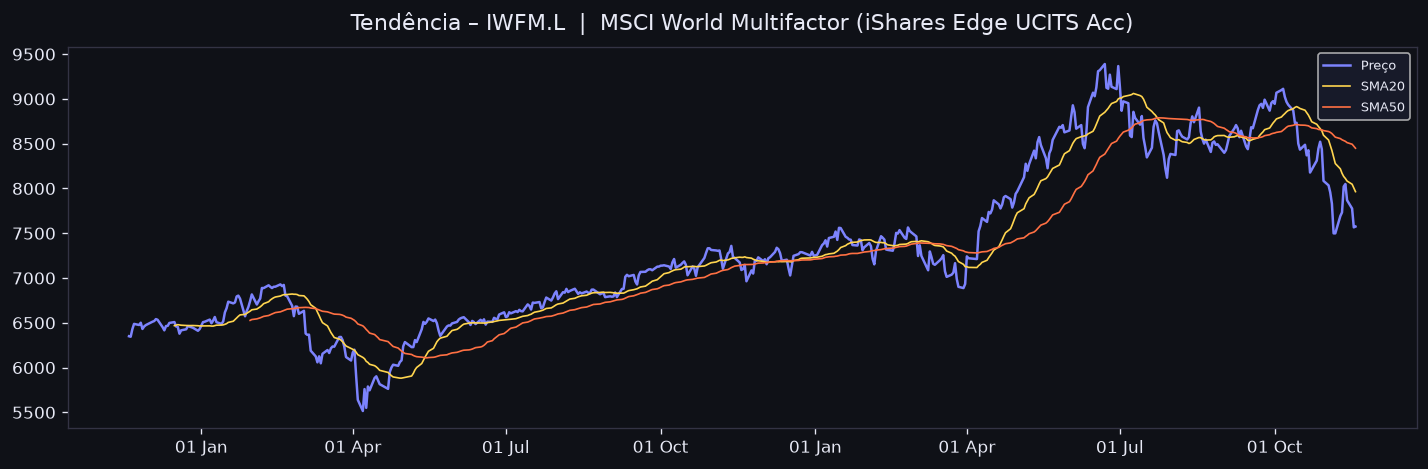 Tendência – IWFM.L | MSCI World Multifactor (iShares Edge UCITS Acc)
9500
9000
8500
8000
7500
7000
6500
6000
5500
Preço
SMA20
SMA50
01 Jan
01 Apr
01 Jul
01 Oct
01 Jan
01 Apr
01 Jul
01 Oct